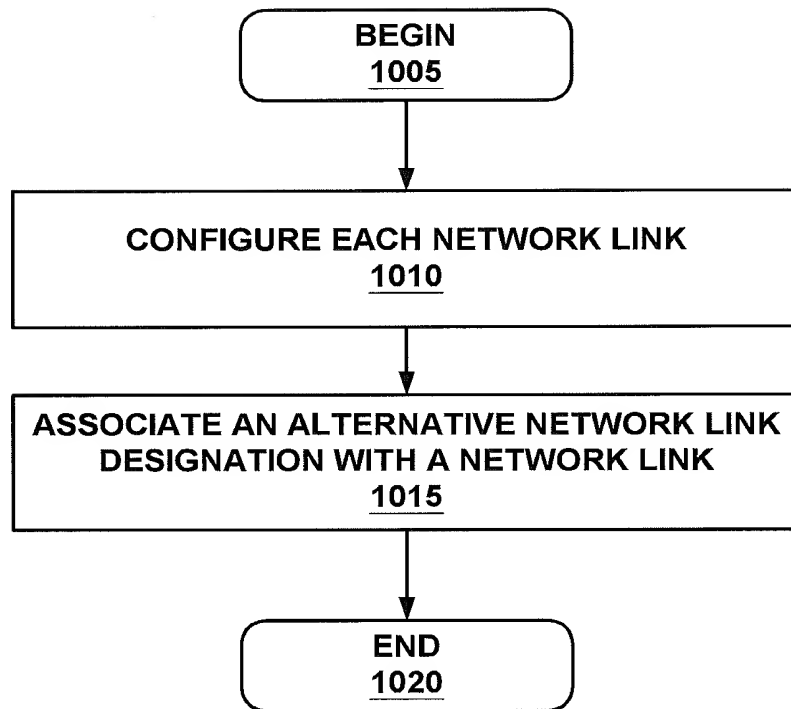 BEGIN
1005
CONFIGURE EACH NETWORK LINK
1010
ASSOCIATE AN ALTERNATIVE NETWORK LINK
DESIGNATION WITH A NETWORK LINK
1015
END
1020